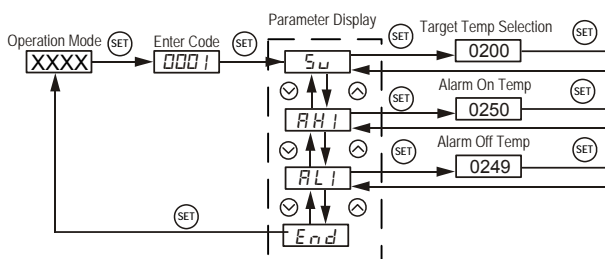 Parameter Display
Target Temp Selection
Operation Mode
Enter Code
SET
SET
SET
SET
XXXX
0001
Su
0200
Alarm On Temp
SET
SET
AH1
0250
Alarm Off Temp
SET
SET
AL1
0249
SET
End